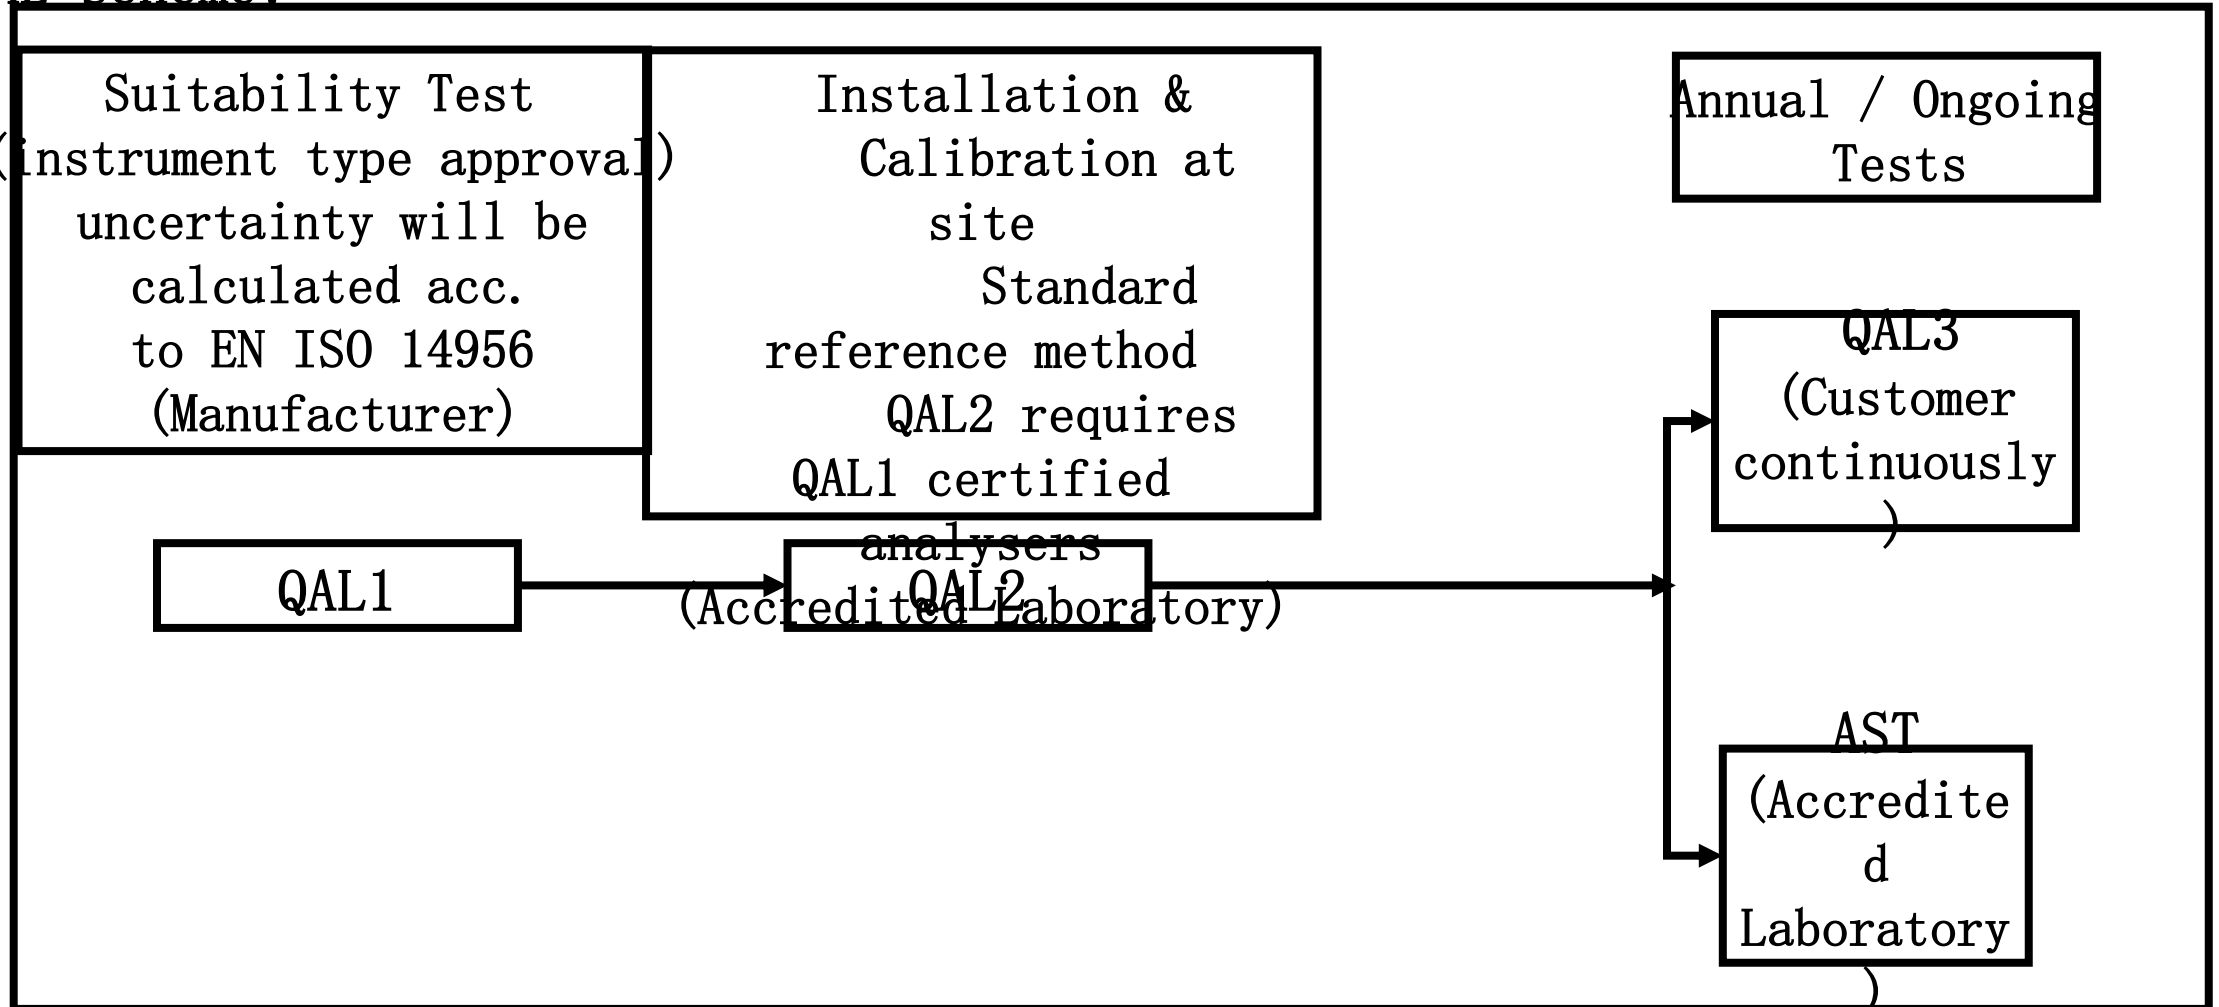 scheme.
Suitability Test
(instrument type approval)
uncertainty will be
calculated acc.
to EN ISO 14956
(Manufacturer)
Installation &
Calibration at
site
Standard
reference method
QAL2 requires
QAL1 certified
analysers
(Accredited Laboratory)
Annual / Ongoing
Tests
QAL1
QAL2
QAL3
(Customer
continuously
)
AST
(Accredite
d
Laboratory
)